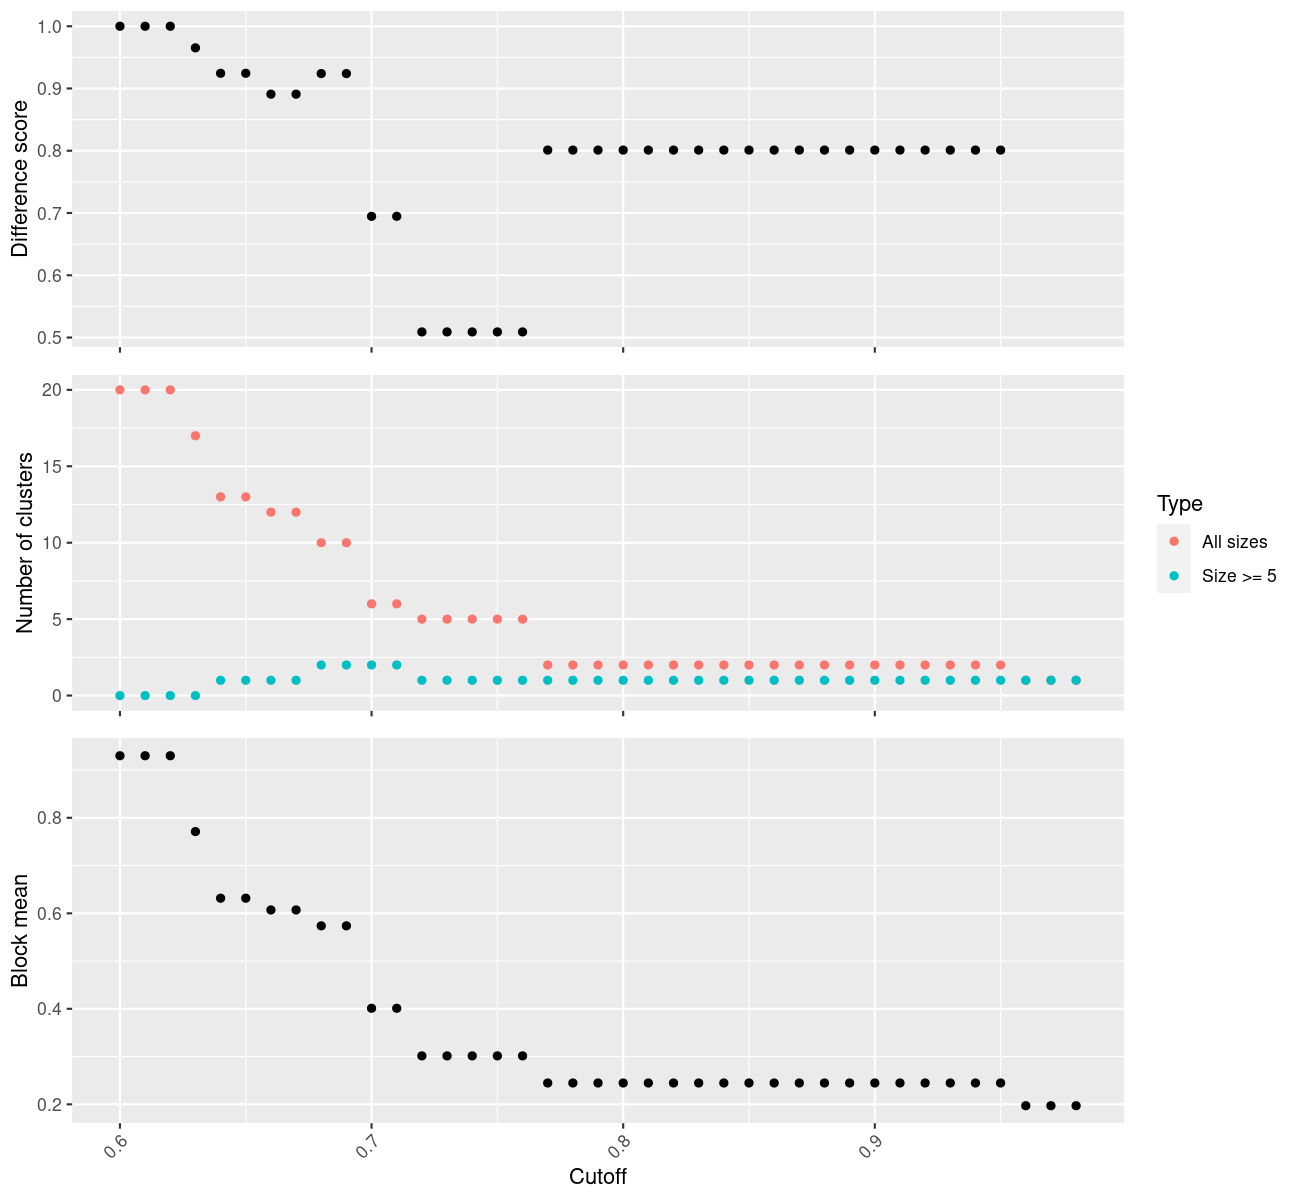 1.0
0.9
0.8
0.7
0.6
0.5
Difference score
20
15
10
5
0
Number of clusters
Type
All sizes
Size >= 5
0.8
0.6
0.4
0.2
Block mean
0.6
0.7
0.8
0.9
Cutoff